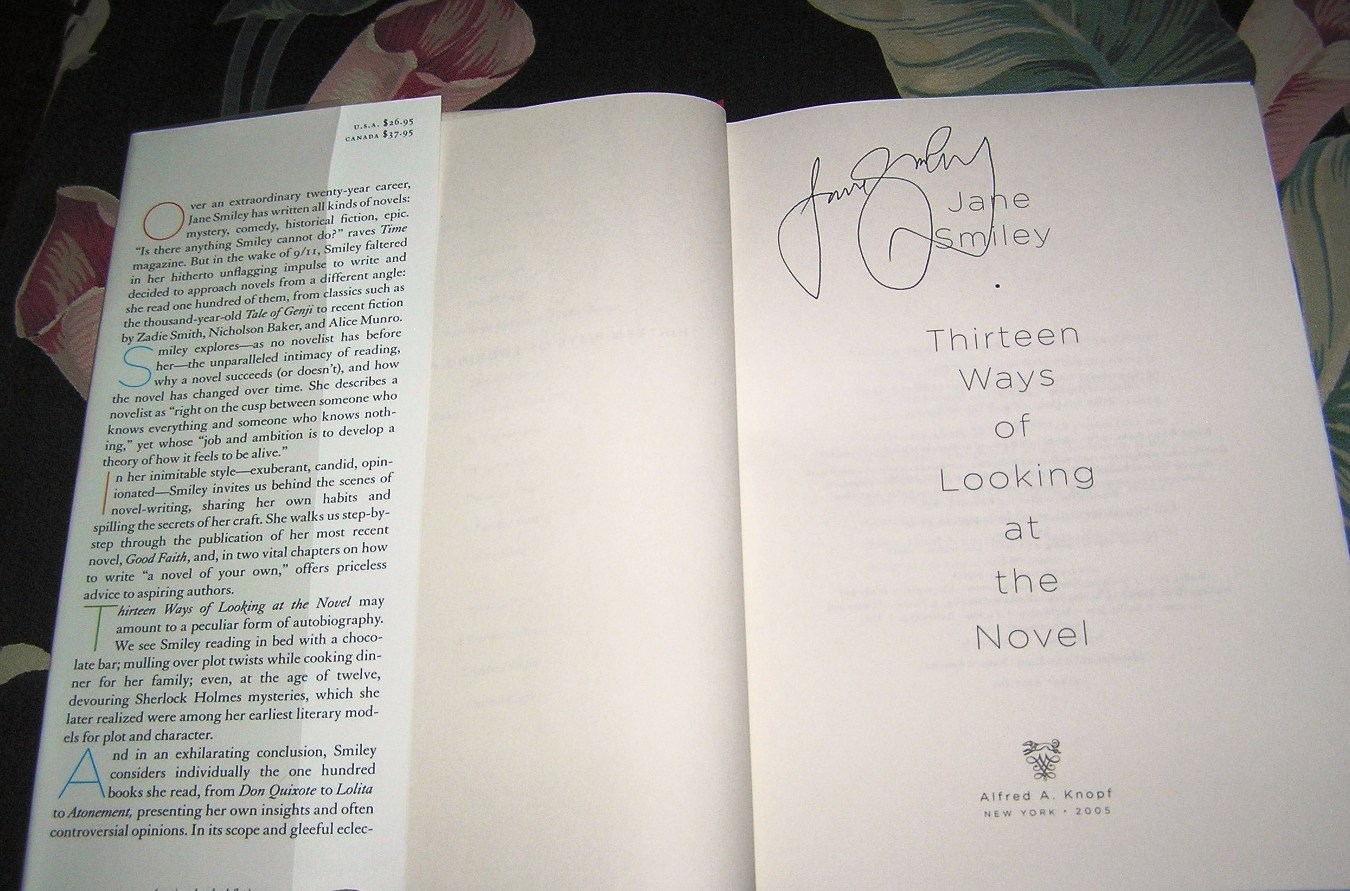 U.S.A. $26.95
CANADA $37.95
Over an extraordinary twenty-year career,
Jane Smiley has written all kinds of novels:
mystery, comedy, historical fiction, epic.
“Is there anything Smiley cannot do?” raves Time
magazine. But in the wake of 9/11, Smiley faltered
in her hitherto unflagging impulse to write and
decided to approach novels from a different angle:
she read one hundred of them, from classics such as
the thousand-year-old Tale of Genji to recent fiction
by Zadie Smith, Nicholson Baker, and Alice Munro.
Smiley explores—as no novelist has before
her—the unparalleled intimacy of reading,
why a novel succeeds (or doesn’t), and how
the novel has changed over time. She describes a
novelist as “right on the cusp between someone who
knows everything and someone who knows noth-
ing,” yet whose “job and ambition is to develop a
theory of how it feels to be alive.”
In her inimitable style—exuberant, candid, opin-
ionated—Smiley invites us behind the scenes of
novel-writing, sharing her own habits and
spilling the secrets of her craft. She walks us step-by-
step through the publication of her most recent
novel, Good Faith, and, in two vital chapters on how
to write “a novel of your own,” offers priceless
advice to aspiring authors.
Thirteen Ways of Looking at the Novel may
amount to a peculiar form of autobiography.
We see Smiley reading in bed with a choco-
late bar; mulling over plot twists while cooking din-
ner for her family; even, at the age of twelve,
devouring Sherlock Holmes mysteries, which she
later realized were among her earliest literary mod-
els for plot and character.
And in an exhilarating conclusion, Smiley
considers individually the one hundred
books she read, from Don Quixote to Lolita
to Atonement, presenting her own insights and often
controversial opinions. In its scope and gleeful eclec-
Jane Smiley
Jane
Smiley
·
Thirteen
Ways
of
Looking
at
the
Novel
Alfred A. Knopf
NEW YORK · 2005